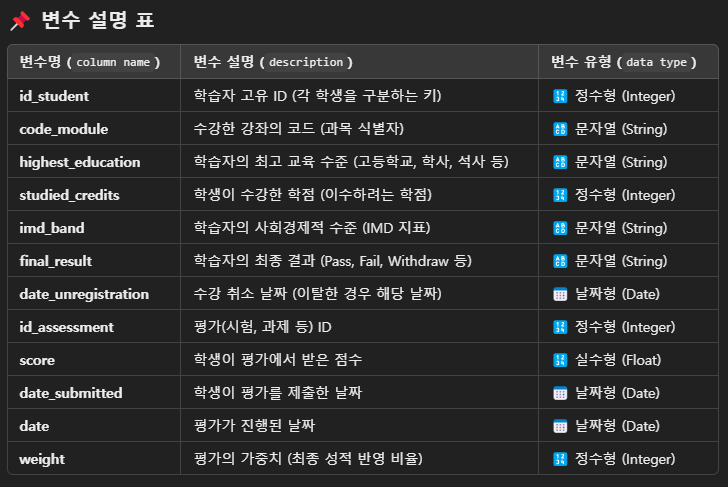 📌 변수 설명 표
변수명 (column name) 변수 설명 (description) 변수 유형 (data type)
id_student 학습자 고유 ID (각 학생을 구분하는 키) 🔢 정수형 (Integer)
code_module 수강한 강좌의 코드 (과목 식별자) 🔠 문자열 (String)
highest_education 학습자의 최고 교육 수준 (고등학교, 학사, 석사 등) 🔠 문자열 (String)
studied_credits 학생이 수강한 학점 (이수하려는 학점) 🔢 정수형 (Integer)
imd_band 학습자의 사회경제적 수준 (IMD 지표) 🔠 문자열 (String)
final_result 학습자의 최종 결과 (Pass, Fail, Withdraw 등) 🔠 문자열 (String)
date_unregistration 수강 취소 날짜 (이탈한 경우 해당 날짜) 📅 날짜형 (Date)
id_assessment 평가(시험, 과제 등) ID 🔢 정수형 (Integer)
score 학생이 평가에서 받은 점수 🔢 실수형 (Float)
date_submitted 학생이 평가를 제출한 날짜 📅 날짜형 (Date)
date 평가가 진행된 날짜 📅 날짜형 (Date)
weight 평가의 가중치 (최종 성적 반영 비율) 🔢 정수형 (Integer)